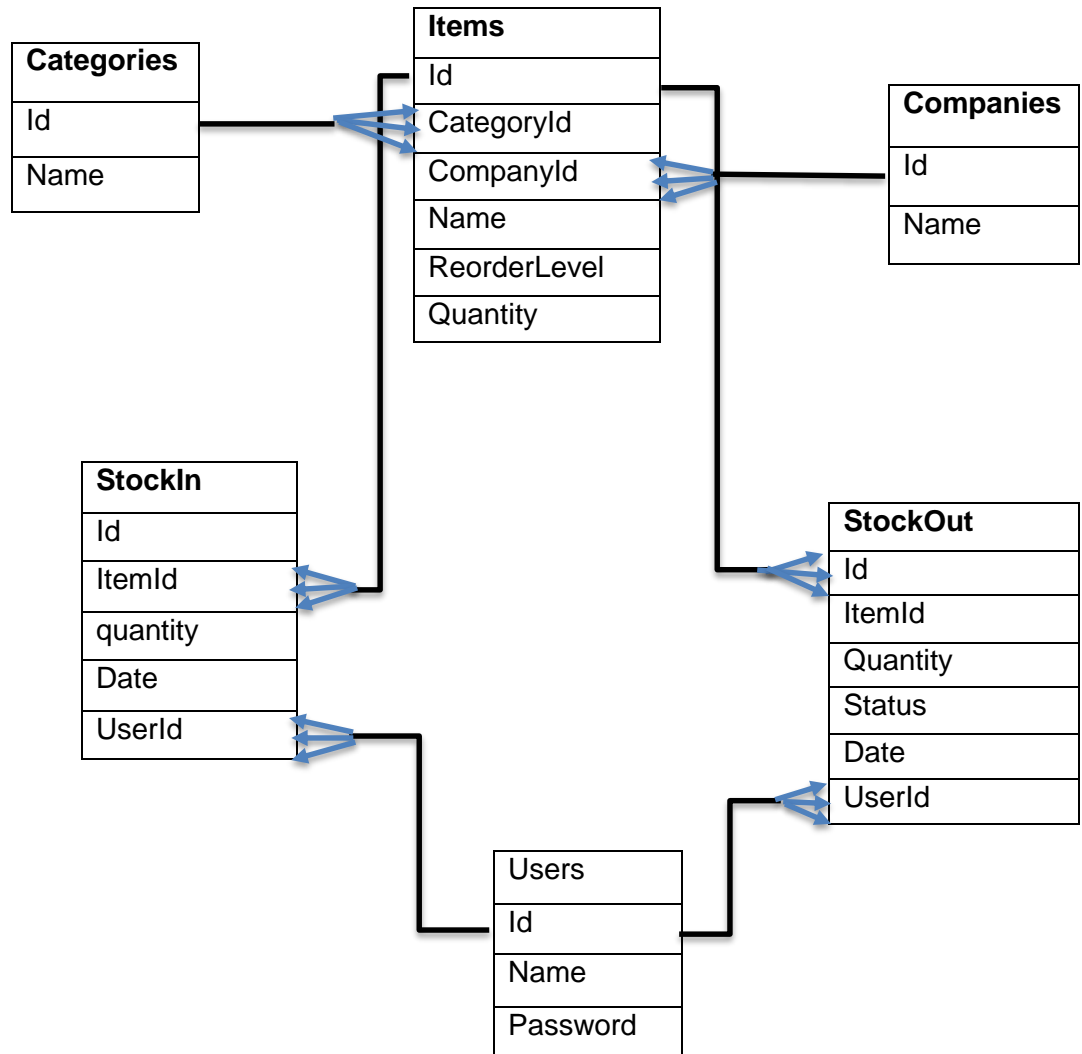 Categories
Id
Name
Items
Id
CategoryId
CompanyId
Name
ReorderLevel
Quantity
Companies
Id
Name
StockIn
Id
ItemId
quantity
Date
UserId
StockOut
Id
ItemId
Quantity
Status
Date
UserId
Users
Id
Name
Password